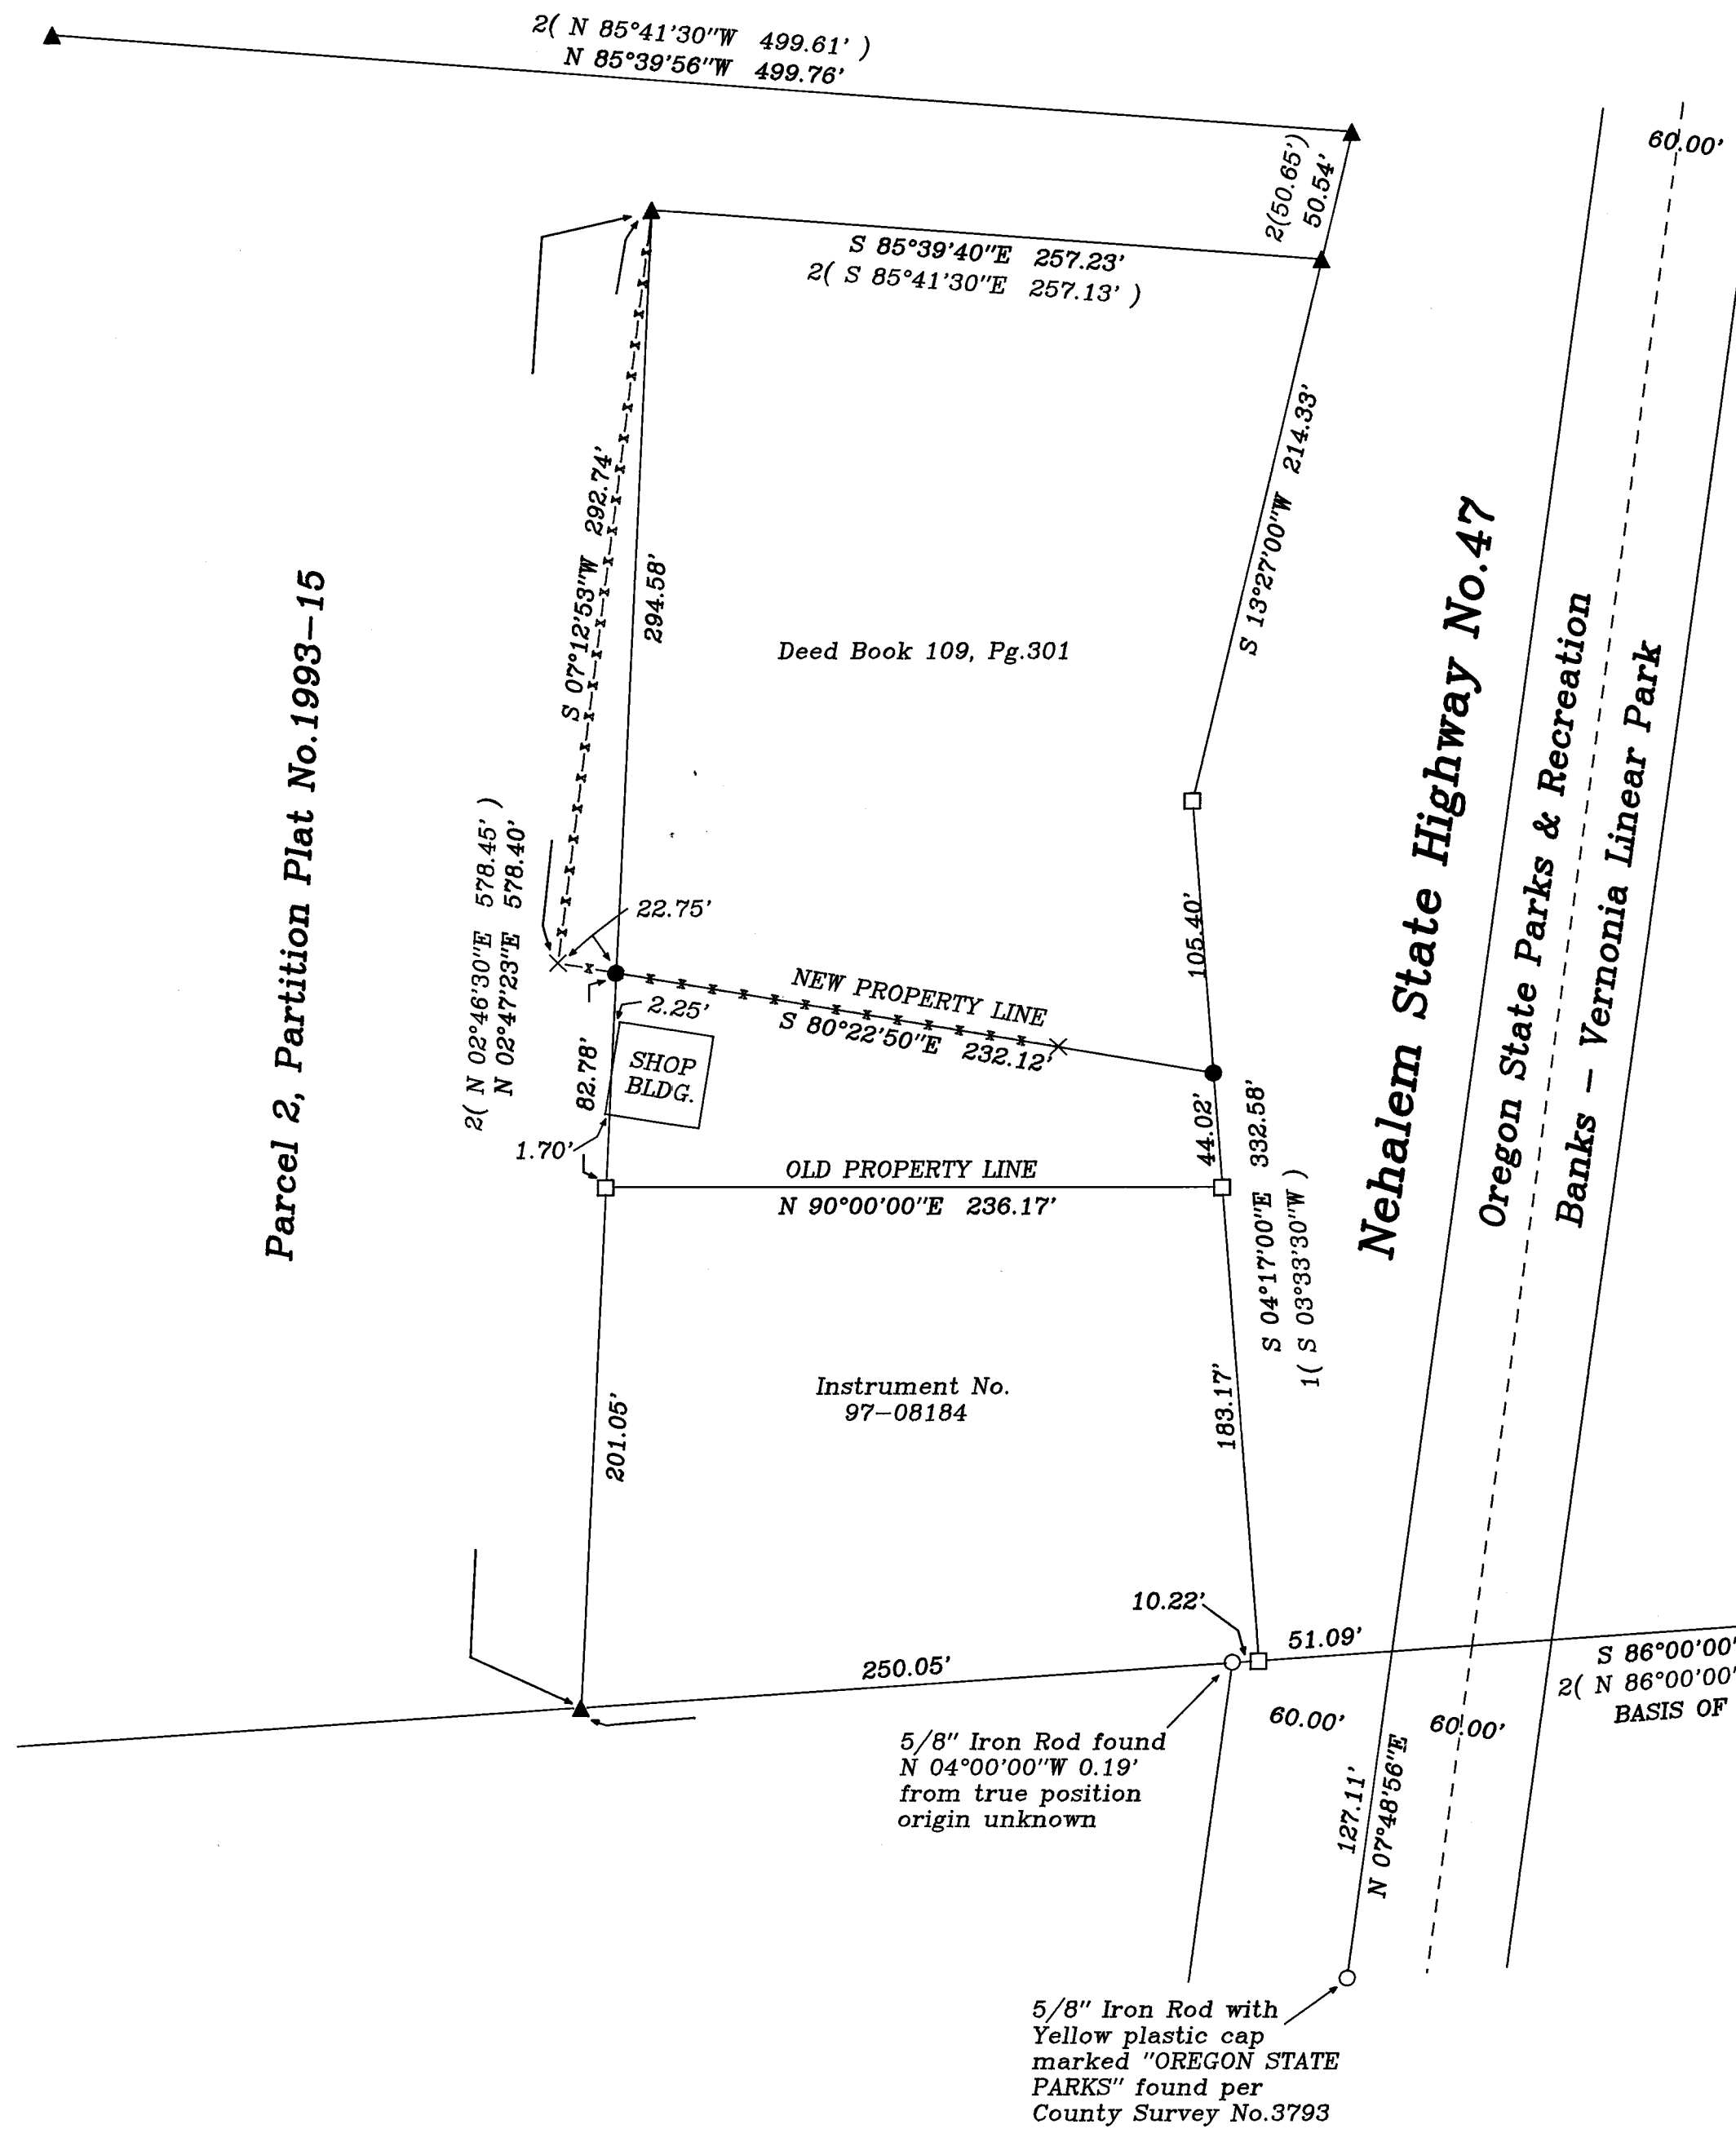 2( N 85°41'30"W 499.61' )
N 85°39'56"W 499.76'
60.00'
2(50.65')
50.54'
S 85°39'40"E 257.23'
2( S 85°41'30"E 257.13' )
S 13°27'00"W 214.33'
S 07°12'53"W 292.74'
294.58'
Deed Book 109, Pg.301
Parcel 2, Partition Plat No.1993-15
Nehalem State Highway No.47
Oregon State Parks & Recreation
Banks - Vernonia Linear Park
2( N 02°46'30"E 578.45' )
N 02°47'23"E 578.40'
22.75'
105.40'
NEW PROPERTY LINE
S 80°22'50"E 232.12'
2.25'
SHOP
BLDG.
82.78'
1.70'
44.02'
332.58'
S 04°17'00"E
1( S 03°33'30"W )
OLD PROPERTY LINE
N 90°00'00"E 236.17'
Instrument No.
97-08184
201.05'
183.17'
10.22'
51.09'
250.05'
S 86°00'00"
2( N 86°00'00"
BASIS OF
5/8" Iron Rod found
N 04°00'00"W 0.19'
from true position
origin unknown
60.00'
60.00'
127.11'
N 07°48'56"E
5/8" Iron Rod with
Yellow plastic cap
marked "OREGON STATE
PARKS" found per
County Survey No.3793